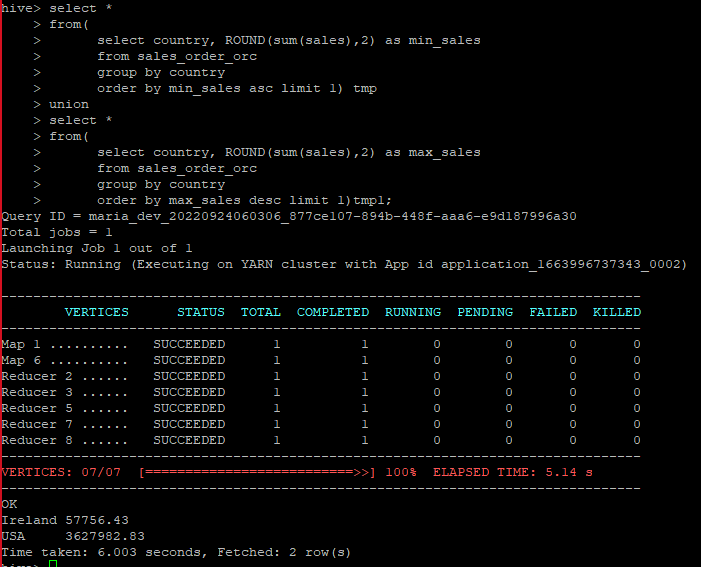 hive> select *
    > from(
    >       select country, ROUND(sum(sales),2) as min_sales
    >       from sales_order_orc
    >       group by country
    >       order by min_sales asc limit 1) tmp
    > union
    > select *
    > from(
    >       select country, ROUND(sum(sales),2) as max_sales
    >       from sales_order_orc
    >       group by country
    >       order by max_sales desc limit 1)tmp1;
Query ID = maria_dev_20220924060306_877ce107-894b-448f-aaa6-e9d187996a30
Total jobs = 1
Launching Job 1 out of 1
Status: Running (Executing on YARN cluster with App id application_1663996737343_0002)
--------------------------------------------------------------------------------
        VERTICES      STATUS  TOTAL  COMPLETED  RUNNING  PENDING  FAILED  KILLED
--------------------------------------------------------------------------------
Map 1 ..........   SUCCEEDED      1          1        0        0       0       0
Map 6 ..........   SUCCEEDED      1          1        0        0       0       0
Reducer 2 ......   SUCCEEDED      1          1        0        0       0       0
Reducer 3 ......   SUCCEEDED      1          1        0        0       0       0
Reducer 5 ......   SUCCEEDED      1          1        0        0       0       0
Reducer 7 ......   SUCCEEDED      1          1        0        0       0       0
Reducer 8 ......   SUCCEEDED      1          1        0        0       0       0
--------------------------------------------------------------------------------
VERTICES: 07/07  [==========================>>] 100%  ELAPSED TIME: 5.14 s
--------------------------------------------------------------------------------
OK
Ireland 57756.43
USA     3627982.83
Time taken: 6.003 seconds, Fetched: 2 row(s)
hive>